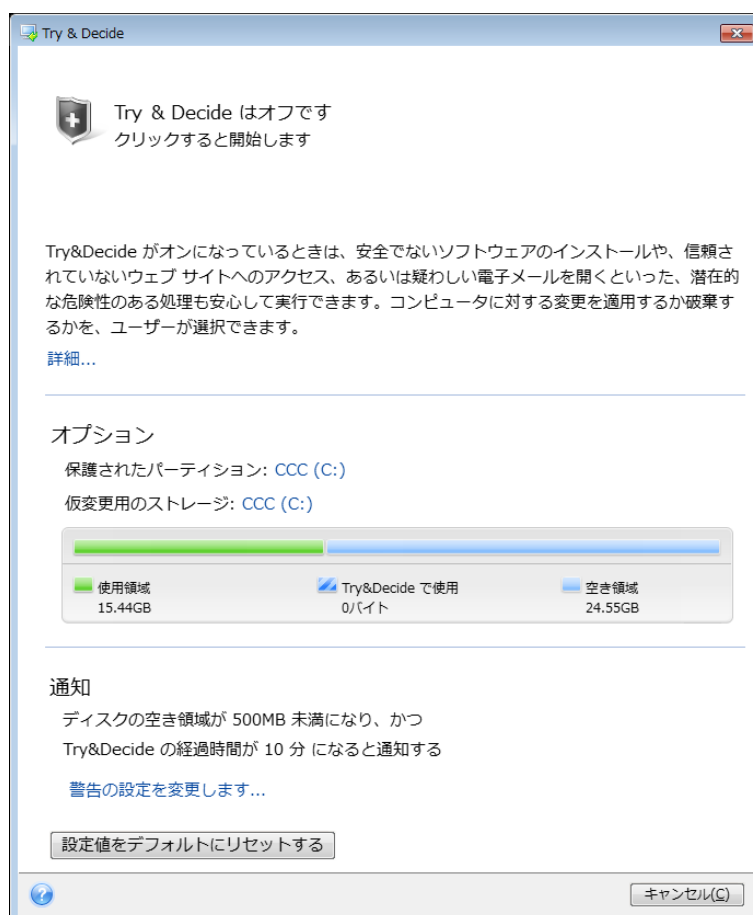 Try & Decide
Try & Decide はオフです
クリックすると開始します
Try&Decide がオンになっているときは、安全でないソフトウェアのインストールや、信頼さ
れていないウェブ サイトへのアクセス、あるいは疑わしい電子メールを開くといった、潜在的
な危険性のある処理も安心して実行できます。コンピュータに対する変更を適用するか破棄す
るかを、ユーザーが選択できます。
詳細...
オプション
保護されたパーティション: CCC (C:)
仮変更用のストレージ: CCC (C:)
使用領域 Try&Decide で使用 空き領域
15.44GB 0バイト 24.55GB
通知
ディスクの空き領域が 500MB 未満になり、かつ
Try&Decide の経過時間が 10 分 になると通知する
警告の設定を変更します...
設定値をデフォルトにリセットする
キャンセル(C)